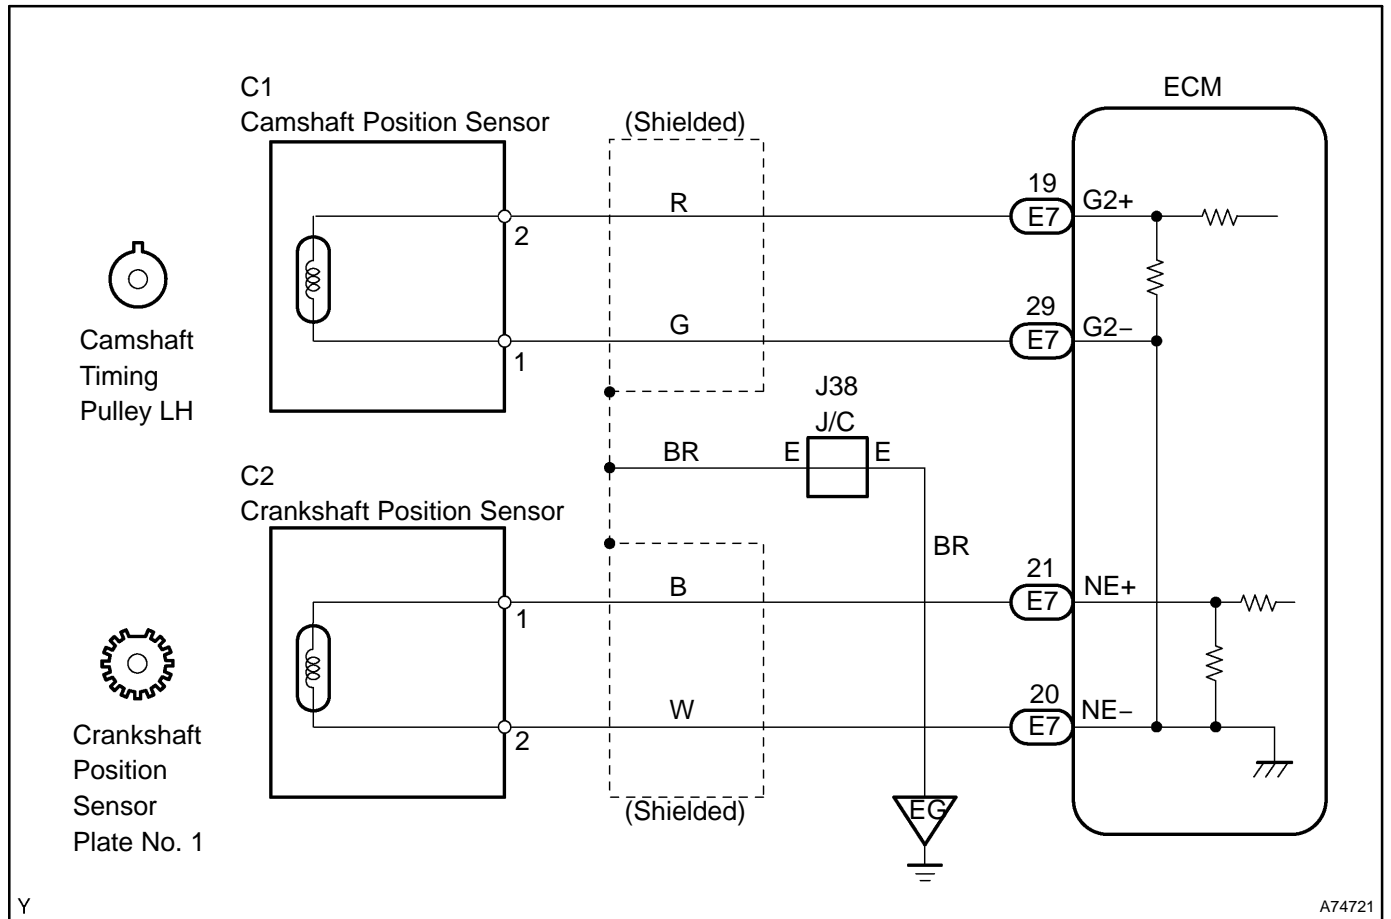 C1
Camshaft Position Sensor
(Shielded)
ECM
R
19
E7
G2+
2
Camshaft
Timing
Pulley LH
G
29
E7
G2−
1
J38
J/C
BR
E
E
C2
Crankshaft Position Sensor
BR
B
21
E7
NE+
1
Crankshaft
Position
Sensor
Plate No. 1
W
20
E7
NE−
2
(Shielded)
EG
Y
A74721